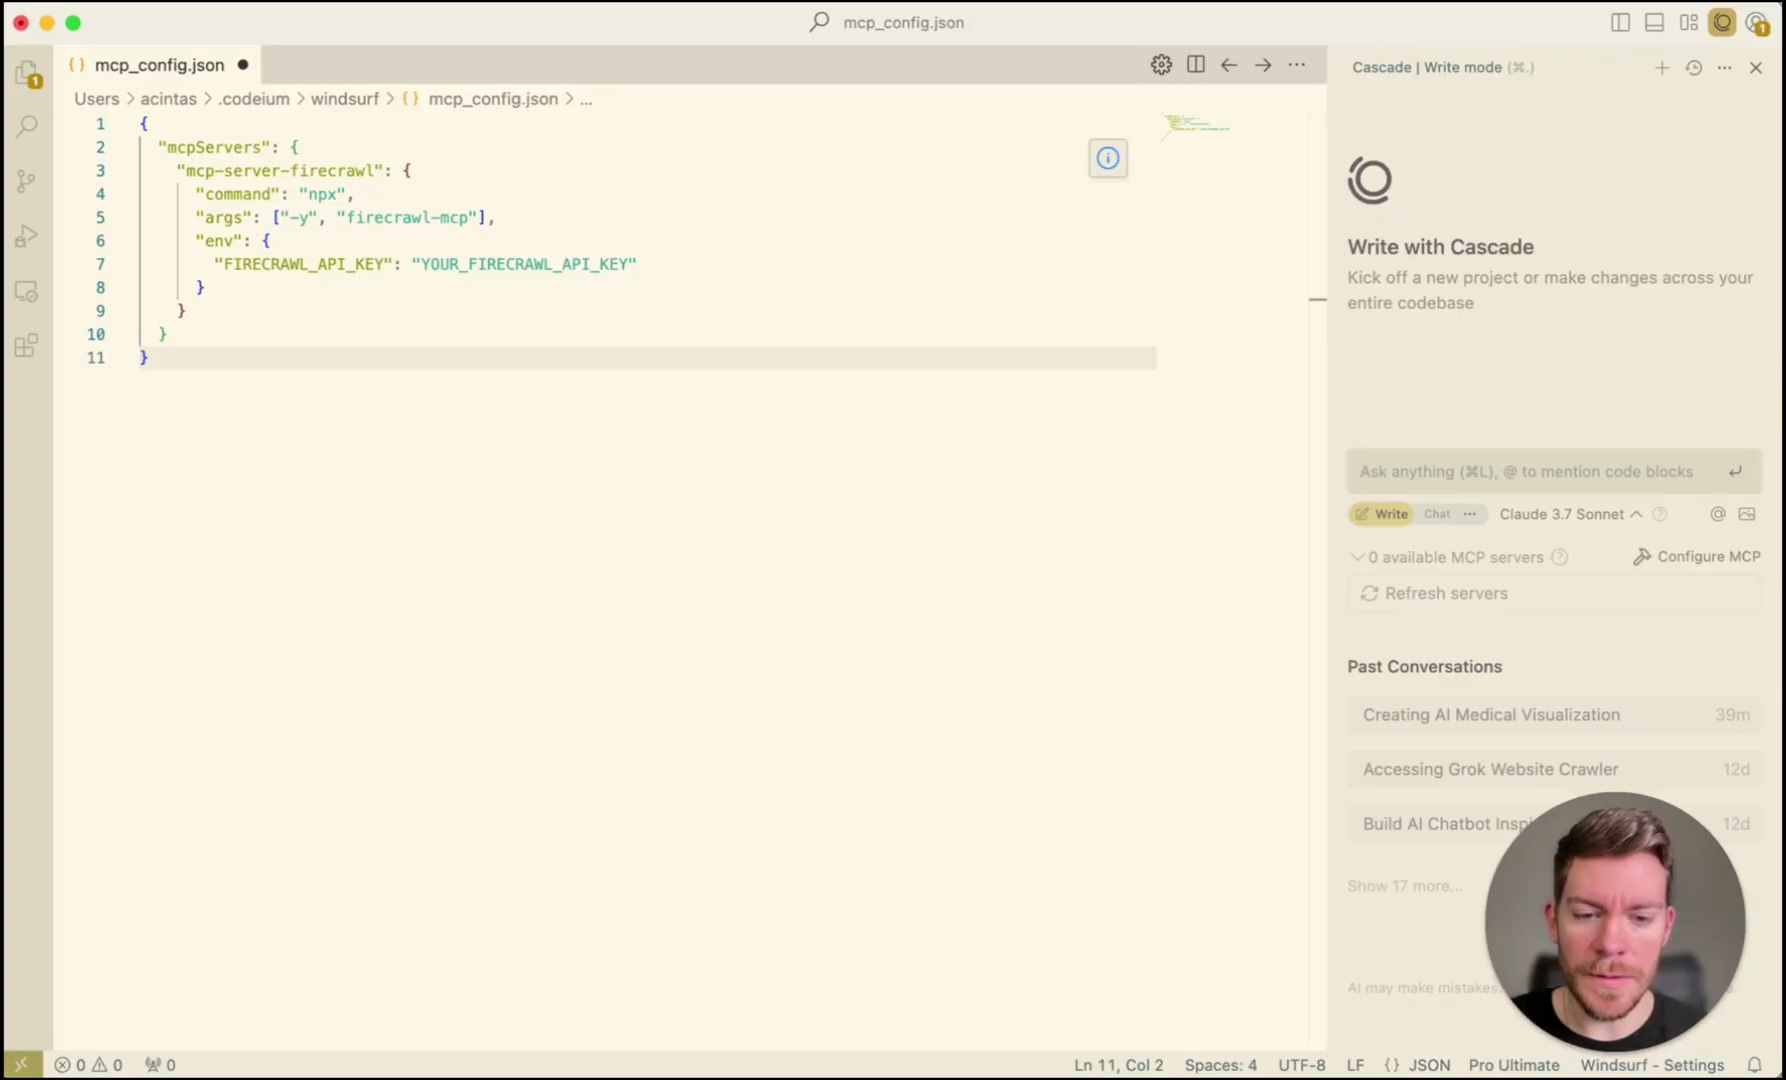 mcp_config.json
mcp_config.json
Users > acintas > .codeium > windsurf > {} mcp_config.json > ...
1 {
2 "mcpServers": {
3 "mcp-server-firecrawl": {
4 "command": "npx",
5 "args": ["-y", "firecrawl-mcp"],
6 "env": {
7 "FIRECRAWL_API_KEY": "YOUR_FIRECRAWL_API_KEY"
8 }
9 }
10 }
11 }
Cascade | Write mode (⌘.)
Write with Cascade
Kick off a new project or make changes across your
entire codebase
Ask anything (⌘L), @ to mention code blocks
Write Chat ... Claude 3.7 Sonnet
0 available MCP servers Configure MCP
Refresh servers
Past Conversations
Creating AI Medical Visualization 39m
Accessing Grok Website Crawler 12d
Build AI Chatbot 12d
Show 17 more...
AI may make mistakes.
0 0 0 Ln 11, Col 2 Spaces: 4 UTF-8 LF {} JSON Pro Ultimate Windsurf - Settings